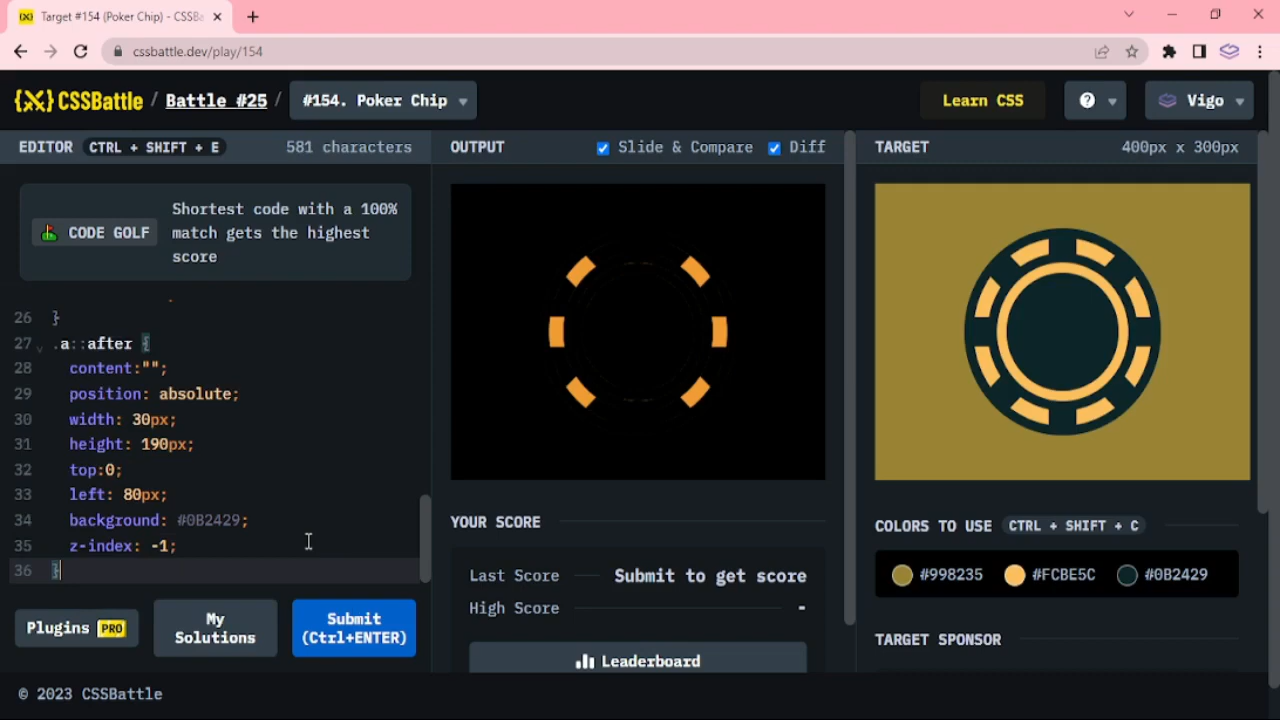 Target #154 (Poker Chip) - CSSBa
cssbattle.dev/play/154
{X} CSSBattle / Battle #25 / #154. Poker Chip
Learn CSS
?
Vigo
EDITOR CTRL + SHIFT + E 581 characters
OUTPUT Slide & Compare Diff
TARGET 400px x 300px
CODE GOLF
Shortest code with a 100%
match gets the highest
score
26 }
27 .a::after {
28 content:"";
29 position: absolute;
30 width: 30px;
31 height: 190px;
32 top:0;
33 left: 80px;
34 background: #0B2429;
35 z-index: -1;
36 }
Plugins PRO
My
Solutions
Submit
(Ctrl+ENTER)
YOUR SCORE
Last Score Submit to get score
High Score -
Leaderboard
COLORS TO USE CTRL + SHIFT + C
#998235 #FCBE5C #0B2429
TARGET SPONSOR
© 2023 CSSBattle